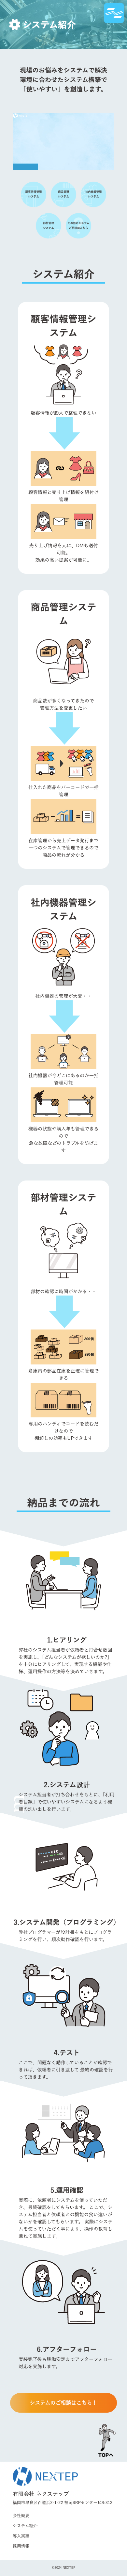 システム紹介
現場のお悩みをシステムで解決
環境に合わせたシステム構築で
「使いやすい」を創造します。
顧客情報管理
システム
商品管理
システム
社内機器管理
システム
部材管理
システム
システム紹介
顧客情報管理シ
ステム
顧客情報が膨大で整理できない
顧客情報と売り上げ情報を紐付け
管理
売り上げ情報を元に、DMも送付
可能。
効果の高い提案が可能に。
商品管理システ
ム
商品数が多くなってきたので
管理方法を変更したい
仕入れた商品をバーコードで一括
管理
在庫管理から売上データ発行まで
一つのシステムで管理できるので
商品の流れが分かる
社内機器管理シ
ステム
社内機器の管理が大変・・
社内機器が今どこにあるのか一括
管理可能
機器の状態や購入年も管理できる
ので
急な故障などのトラブルを防げま
す
部材管理システ
ム
部材の確認に時間がかかる・・
倉庫内の部品在庫を正確に管理で
きる
専用のハンディでコードを読むだ
けなので
棚卸しの効率もUPできます
納品までの流れ
1.ヒアリング
弊社のシステム担当者が依頼者と打合せ数回
を実施し、「どんなシステムが欲しいのか？」
を十分にヒアリングして、実現する機能や仕
様、運用操作の方法等を決めていきます。
2.システム設計
システム担当者が打ち合わせをもとに、「利用
者目線」で使いやすいシステムになるよう機
様の洗い出しを行います。
3.システム開発（プログラミング）
弊社プログラマーが設計書をもとにプログラ
ミングを行い、順次動作確認を行います。
4.テスト
ここで、問題なく動作していることが確認で
きれば、依頼者に引き渡して 最終の確認を行
って頂きます。
5.運用確認
実際に、依頼者にシステムを使っていただ
き、最終確認をしてもらいます。 ここで、シ
ステム担当者と依頼者との機能の食い違いが
ないかを確認してもらいます。 実際にシステ
ムを使っていただく事により、操作の教育も
兼ねて実施します。
6.アフターフォロー
実装完了後も稼働安定までアフターフォロー
対応を実施します。
システムのご相談はこちら！
TOPへ
NEXTEP
有限会社 ネクステップ
福岡市早良区百道浜2-1-22 福岡SRPセンタービル312
会社概要
システム紹介
導入実績
採用情報
©2024 NEXTEP